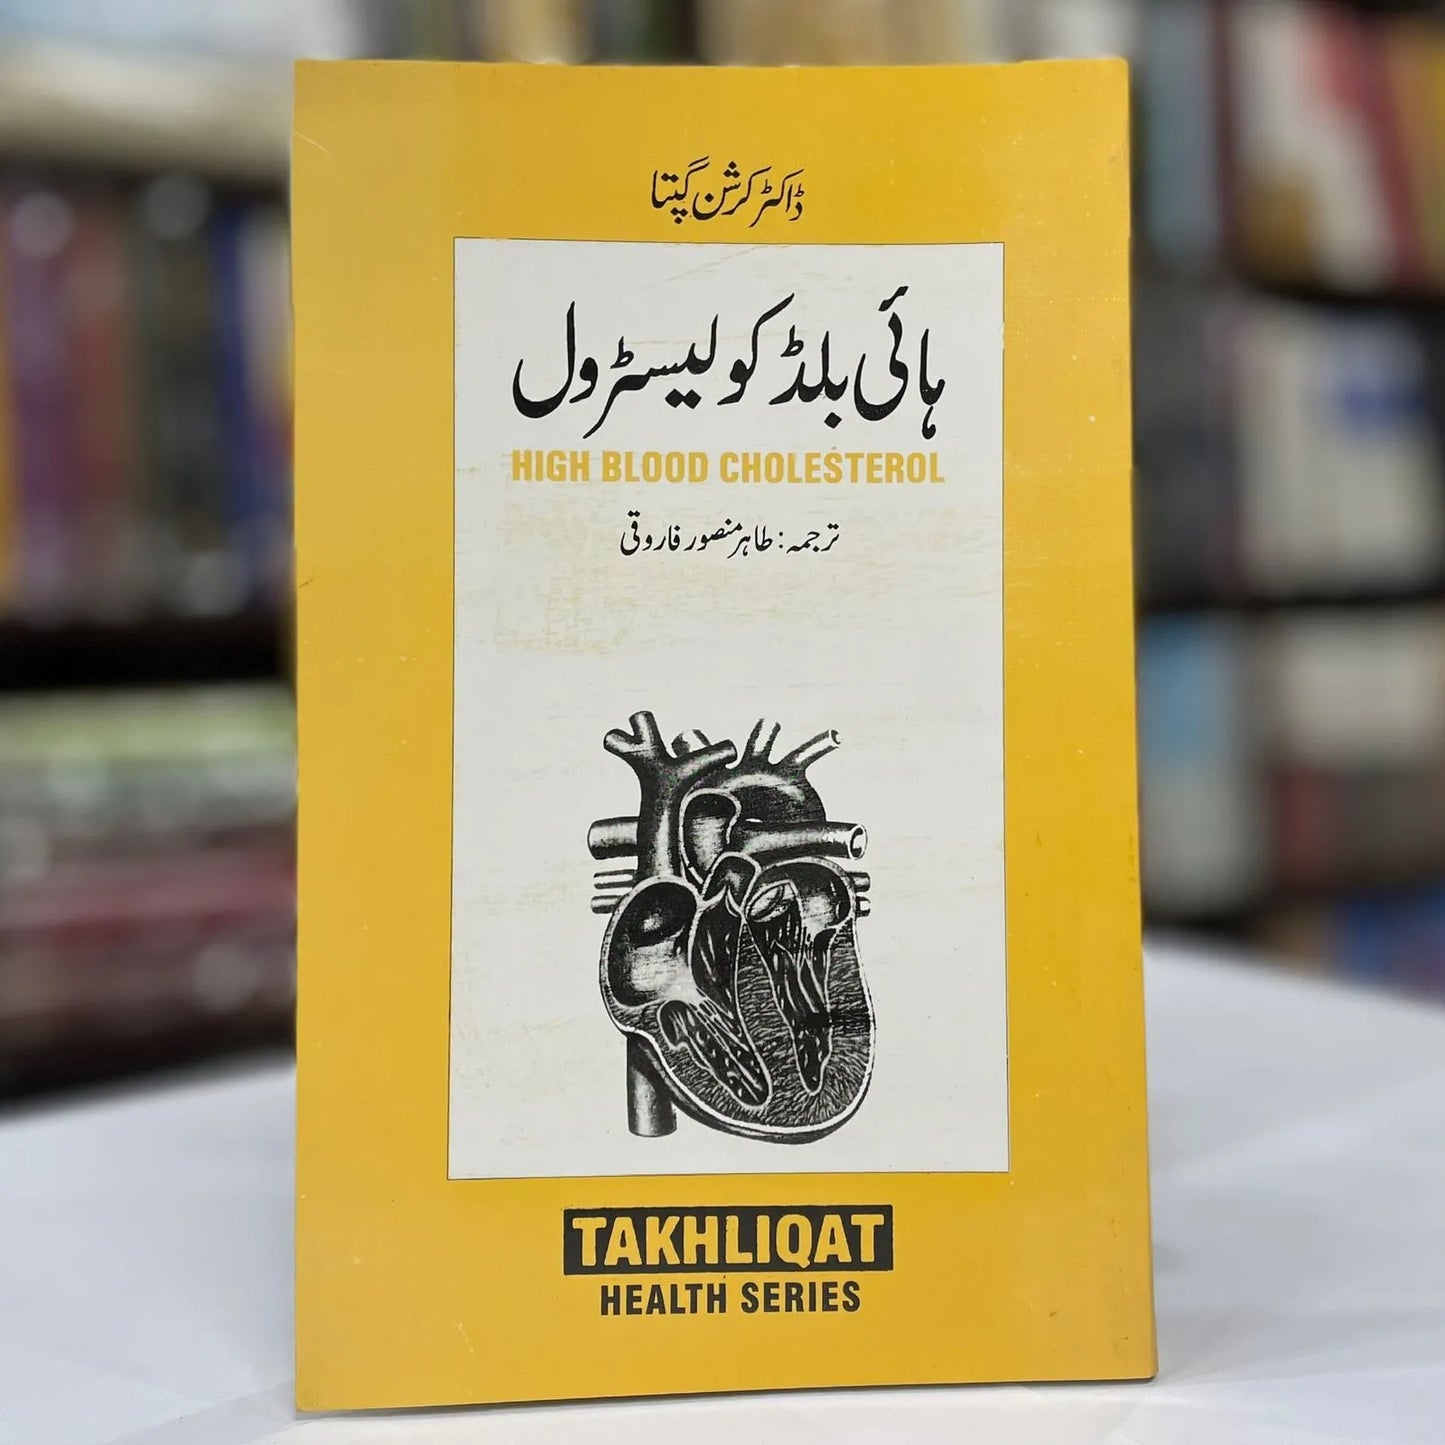 ڈاکٹر کرشن گپتا
ہائی بلڈ کولیسٹرول
HIGH BLOOD CHOLESTEROL
ترجمہ: طاہر منصور فاروقی
TAKHLIQAT
HEALTH SERIES